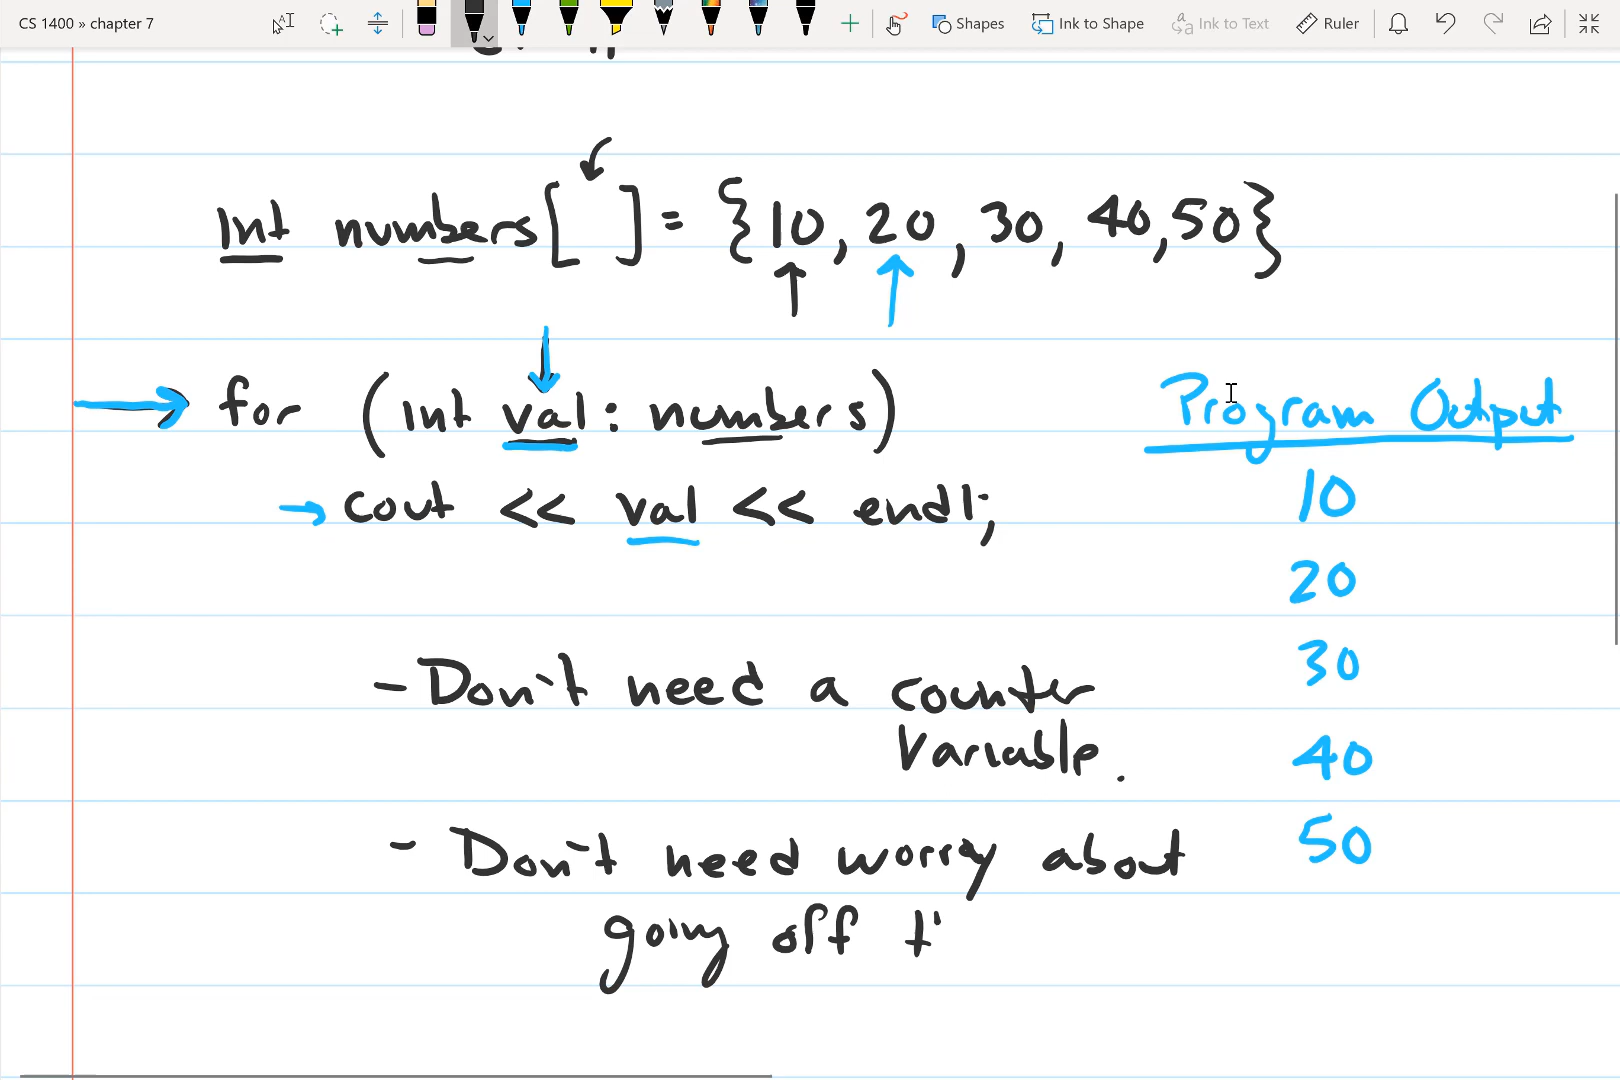 CS 1400 » chapter 7
Shapes
Ink to Shape
Ink to Text
Ruler
int numbers[ ] = {10, 20, 30, 40, 50}
for (int val : numbers)
cout << val << endl;
Program Output
10
20
30
40
50
- Don't need a counter
variable.
- Don't need worry about
going off t